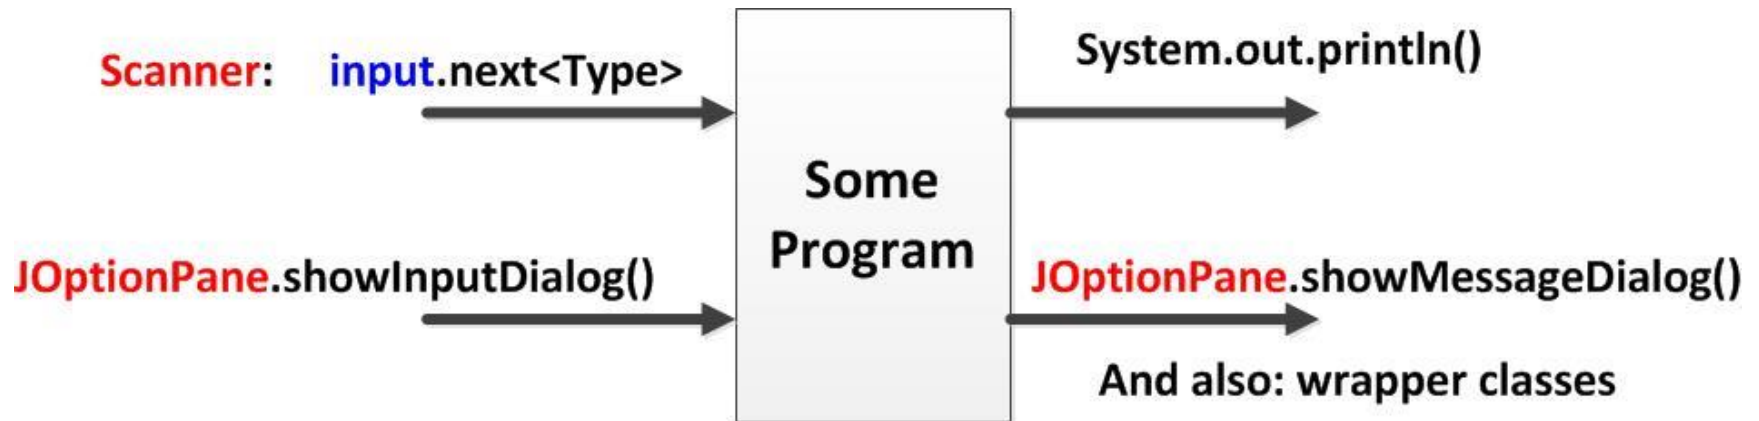 Scanner: input.next<Type>
System.out.println()
Some
Program
JOptionPane.showInputDialog()
JOptionPane.showMessageDialog()
And also: wrapper classes